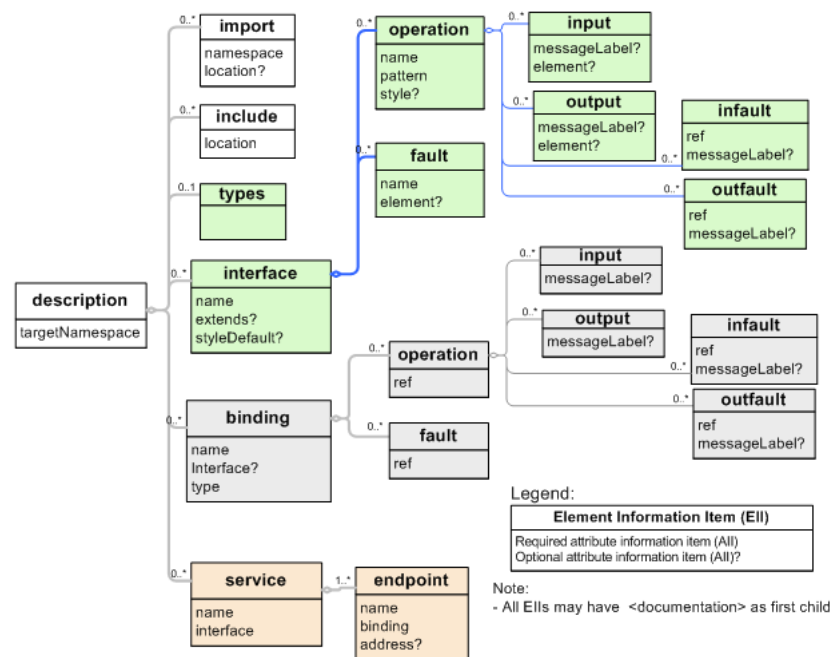 0..*
import
namespace
location?
0..*
include
location
0..1
types
0..*
interface
name
extends?
styleDefault?
description
targetNamespace
0..*
binding
name
Interface?
type
0..*
service
name
interface
1..*
endpoint
name
binding
address?
0..*
operation
name
pattern
style?
0..*
fault
name
element?
0..*
input
messageLabel?
element?
0..*
output
messageLabel?
element?
0..*
infault
ref
messageLabel?
0..*
outfault
ref
messageLabel?
0..*
operation
ref
0..*
fault
ref
0..*
input
messageLabel?
0..*
output
messageLabel?
0..*
infault
ref
messageLabel?
0..*
outfault
ref
messageLabel?
Legend:
Element Information Item (EII)
Required attribute information item (AII)
Optional attribute information item (AII)?
Note:
- All EIIs may have <documentation> as first child